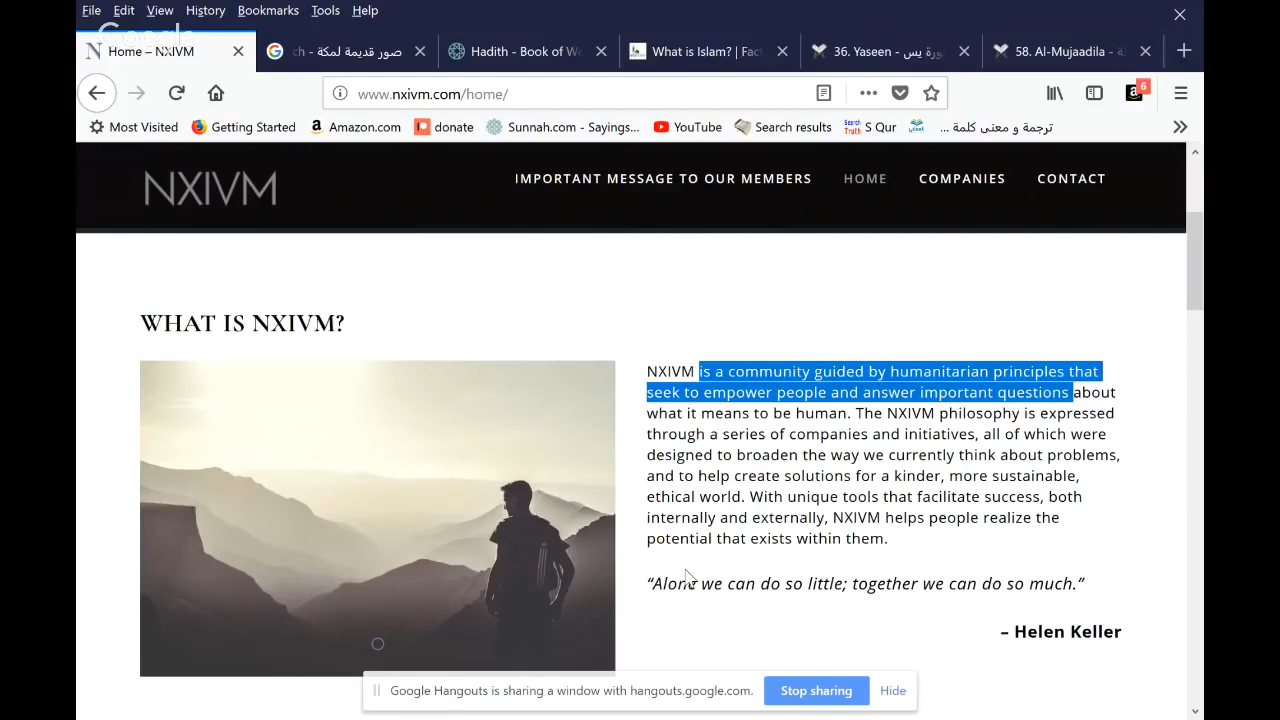 File Edit View History Bookmarks Tools Help
Google
Home – NXIVM
ch - صور قديمة لمكة
Hadith - Book of We
What is Islam? | Fac
36. Yaseen - سورة يس
58. Al-Mujaadila -
www.nxivm.com/home/
6
Most Visited Getting Started Amazon.com donate Sunnah.com - Sayings... YouTube Search results Search Truth S Qur ترجمة و معنى كلمة ...
NXIVM
IMPORTANT MESSAGE TO OUR MEMBERS HOME COMPANIES CONTACT
WHAT IS NXIVM?
NXIVM is a community guided by humanitarian principles that
seek to empower people and answer important questions about
what it means to be human. The NXIVM philosophy is expressed
through a series of companies and initiatives, all of which were
designed to broaden the way we currently think about problems,
and to help create solutions for a kinder, more sustainable,
ethical world. With unique tools that facilitate success, both
internally and externally, NXIVM helps people realize the
potential that exists within them.
“Alone we can do so little; together we can do so much.”
– Helen Keller
Google Hangouts is sharing a window with hangouts.google.com. Stop sharing Hide